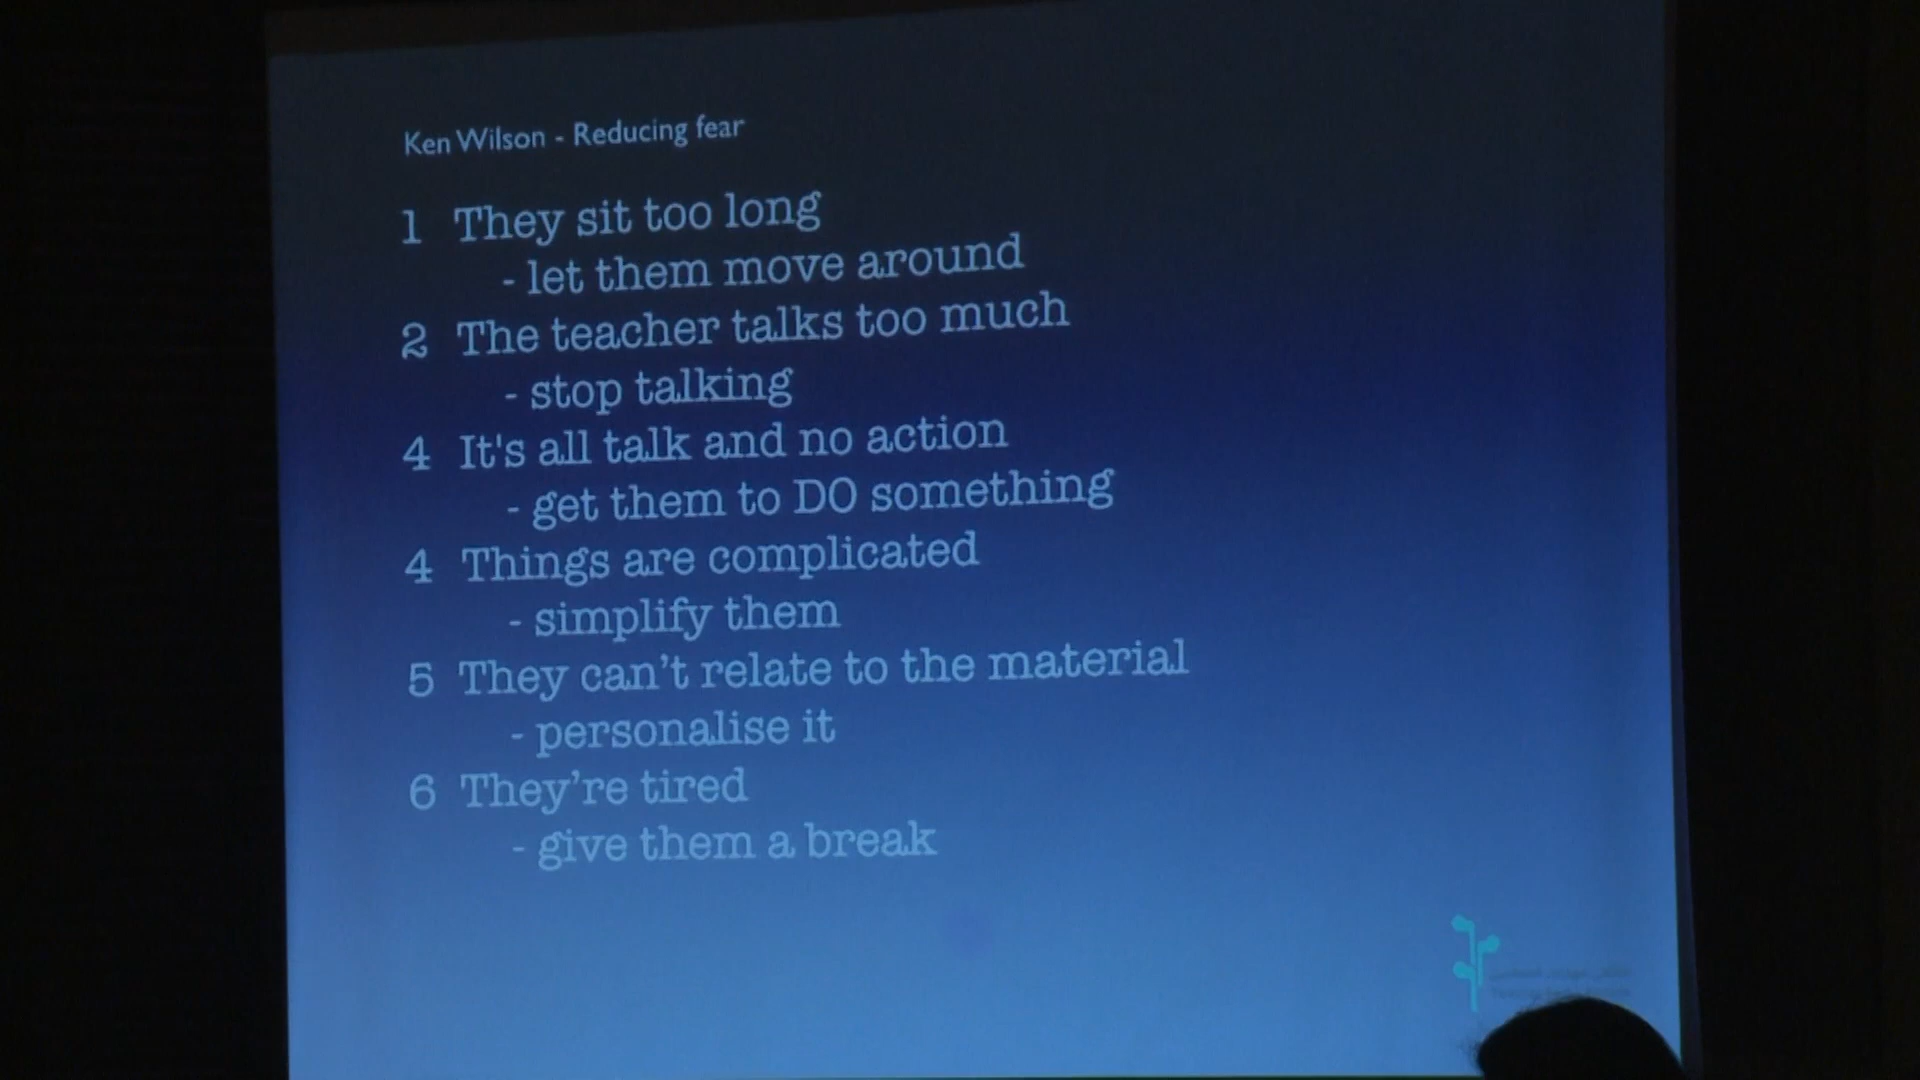 Ken Wilson - Reducing fear
1 They sit too long
- let them move around
2 The teacher talks too much
- stop talking
4 It's all talk and no action
- get them to DO something
4 Things are complicated
- simplify them
5 They can't relate to the material
- personalise it
6 They're tired
- give them a break